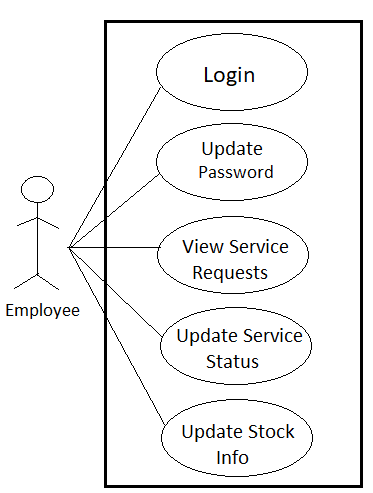 Login
Update
Password
View Service
Requests
Employee
Update Service
Status
Update Stock
Info